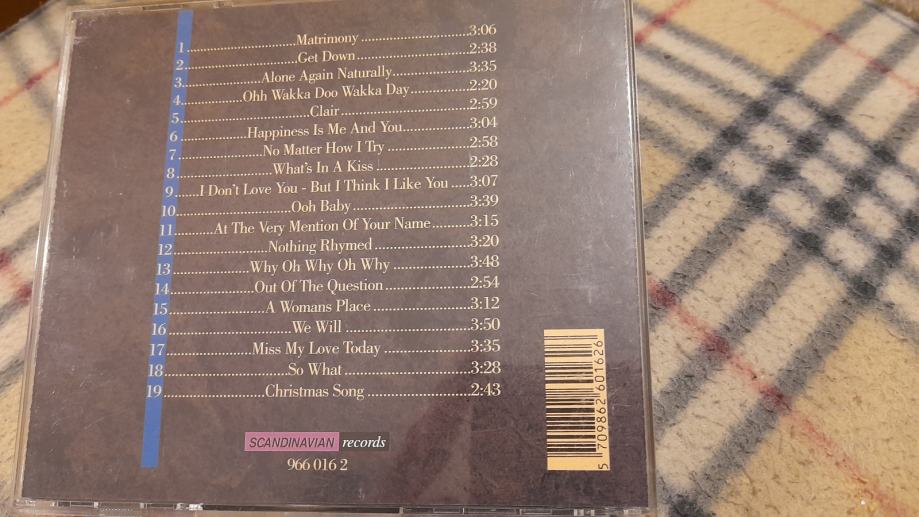 1 Matrimony 3:06
2 Get Down 2:38
3 Alone Again Naturally 3:35
4 Ohh Wakka Doo Wakka Day 2:20
5 Clair 2:59
6 Happiness Is Me And You 3:04
7 No Matter How I Try 2:58
8 What's In A Kiss 2:28
9 I Don't Love You - But I Think I Like You 3:07
10 Ooh Baby 3:39
11 At The Very Mention Of Your Name 3:15
12 Nothing Rhymed 3:20
13 Why Oh Why Oh Why 3:48
14 Out Of The Question 2:54
15 A Womans Place 3:12
16 We Will 3:50
17 Miss My Love Today 3:35
18 So What 3:28
19 Christmas Song 2:43
SCANDINAVIAN records
966 016 2
5 709862 601626